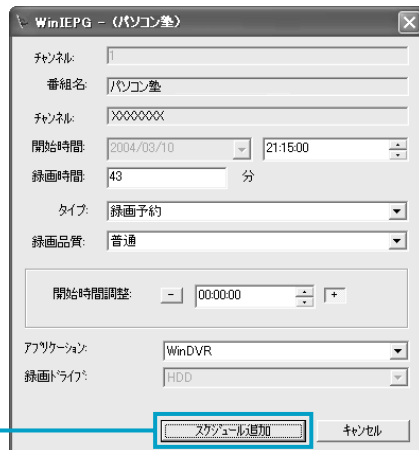 WinIEPG - (パソコン塾)
チャンネル: 1
番組名: パソコン塾
チャンネル: XXXXXXX
開始時間: 2004/03/10 21:15:00
録画時間: 43 分
タイプ: 録画予約
録画品質: 普通
開始時間調整: - 00:00:00 +
アプリケーション: WinDVR
録画ドライブ: HDD
スケジュール追加 キャンセル